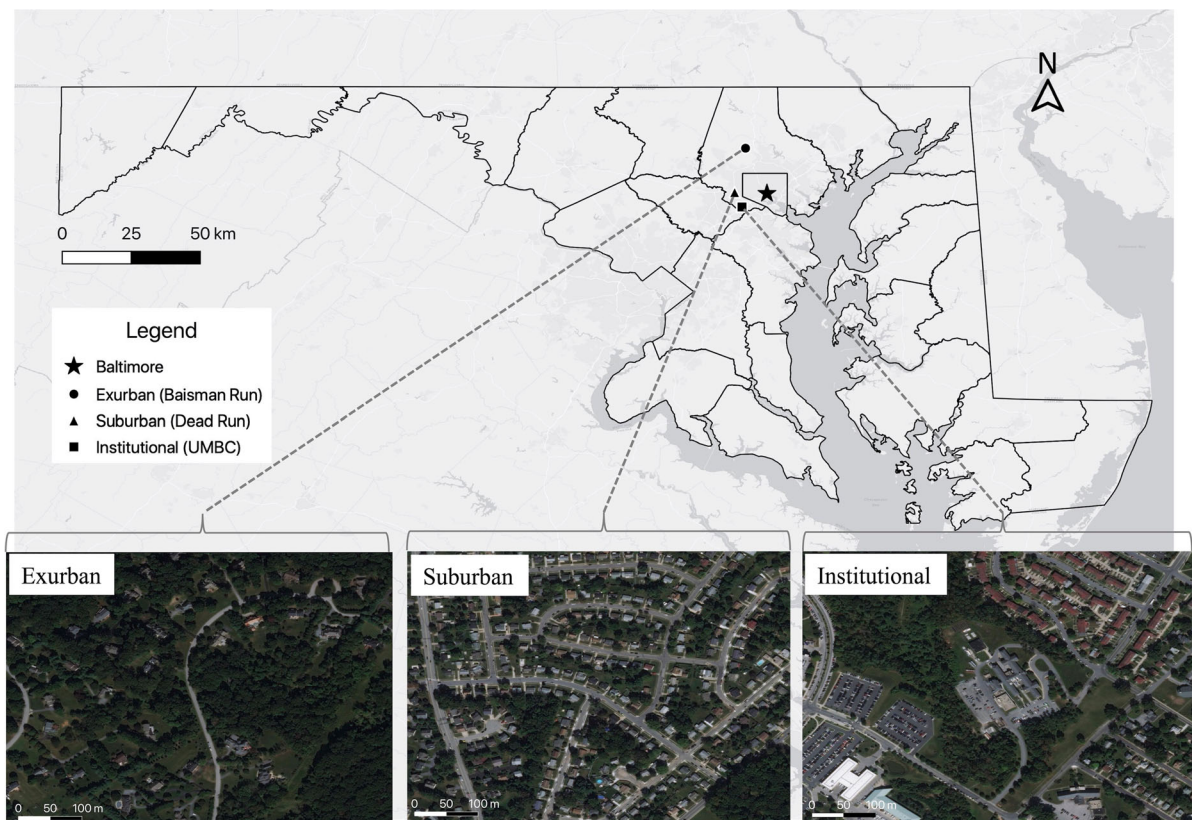 N
0 25 50 km
Legend
Baltimore
Exurban (Baisman Run)
Suburban (Dead Run)
Institutional (UMBC)
Exurban
Suburban
Institutional
0 50 100 m
0 50 100 m
0 50 100 m